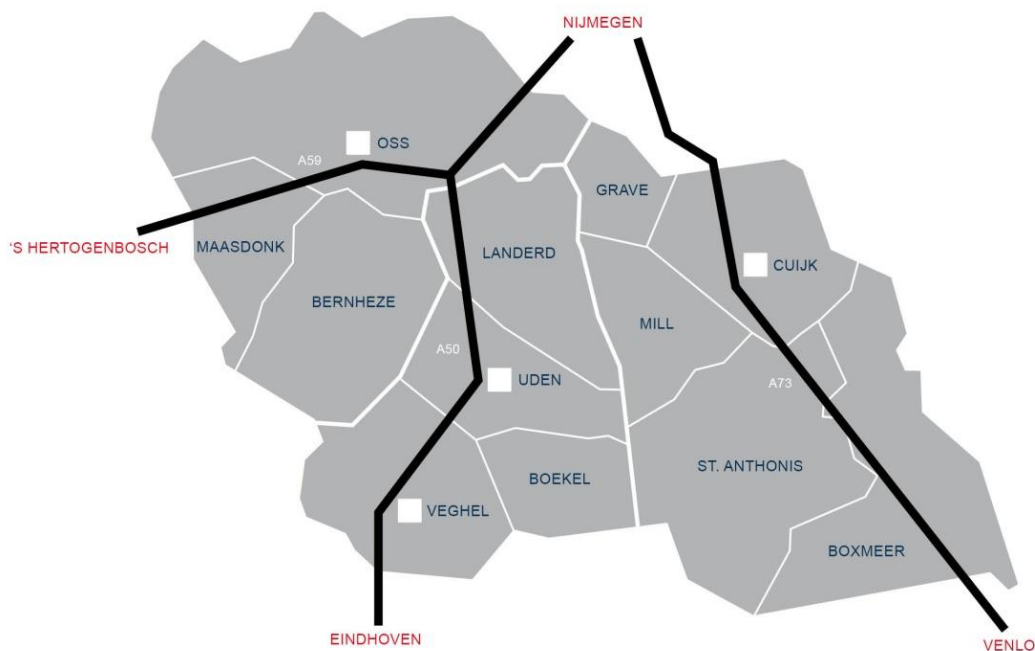 NIJMEGEN
OSS
A59
GRAVE
'S HERTOGENBOSCH
MAASDONK
LANDERD
CUIJK
BERNHEZE
MILL
A50
UDEN
A73
ST. ANTHONIS
BOEKEL
VEGHEL
BOXMEER
EINDHOVEN
VENLO